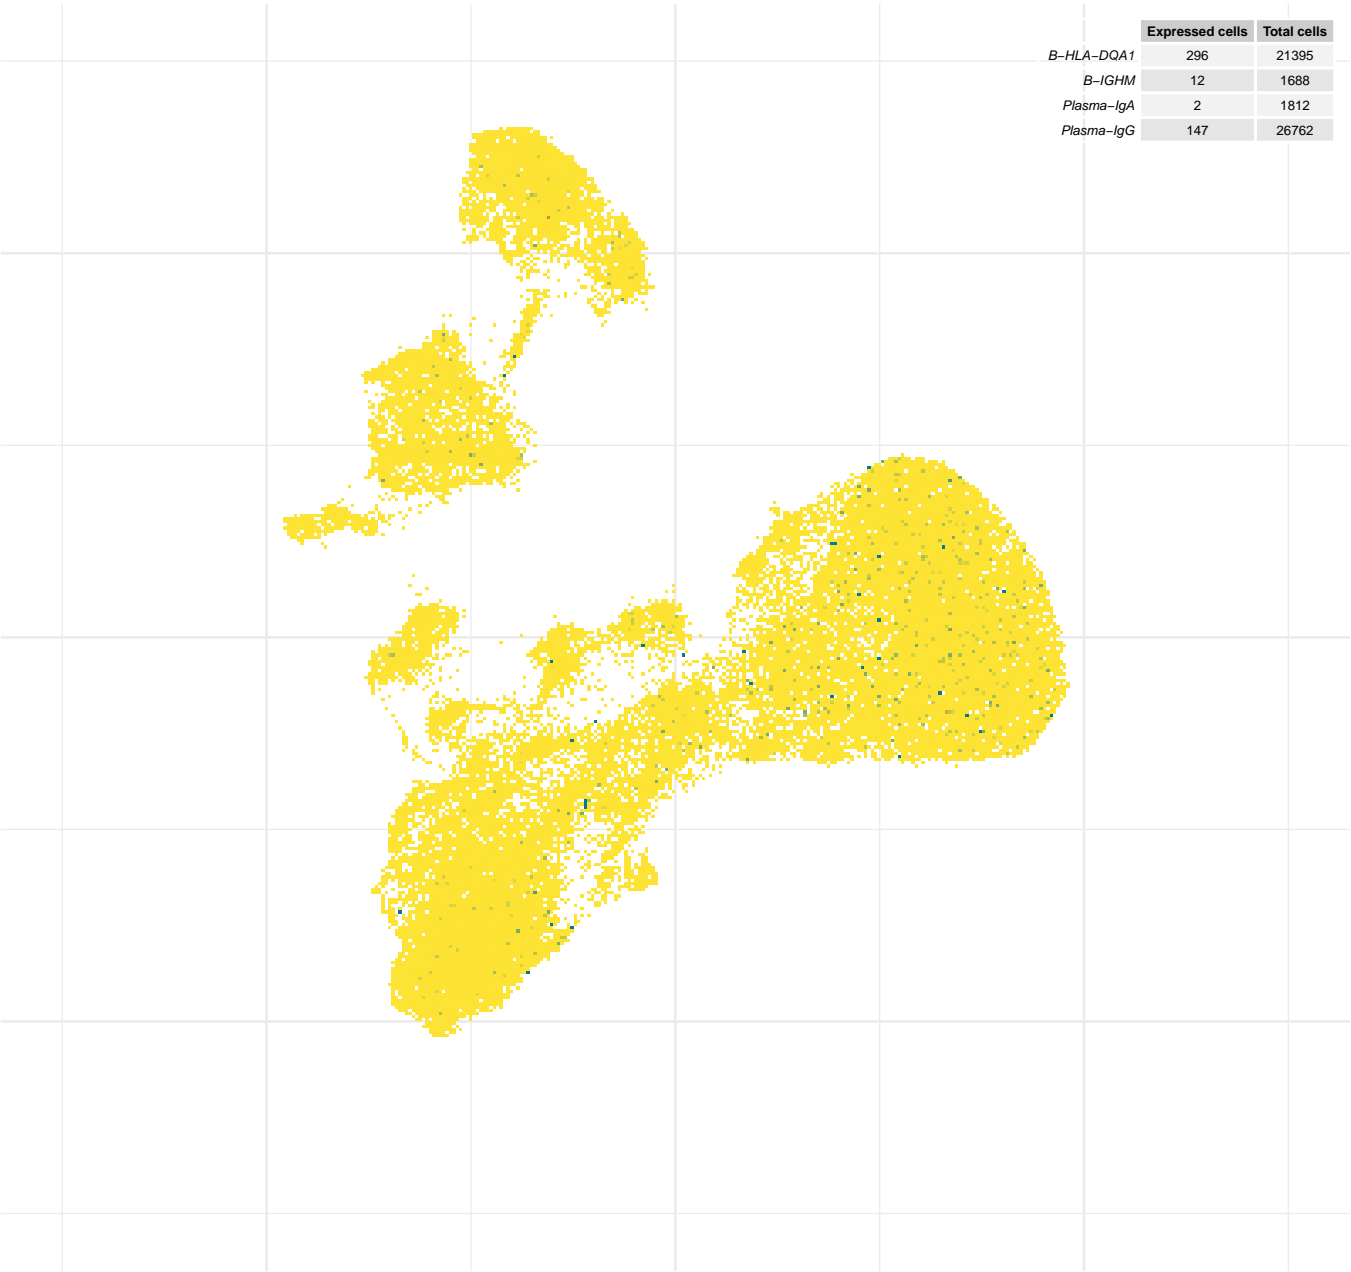 Expressed cells Total cells
B−HLA−DQA1 296 21395
B−IGHM 12 1688
Plasma−IgA 2 1812
Plasma−IgG 147 26762